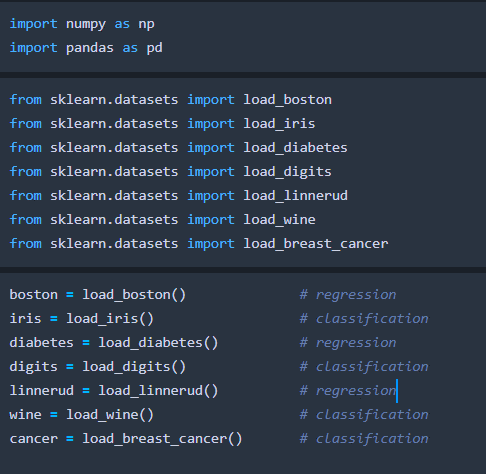 import numpy as np
import pandas as pd
from sklearn.datasets import load_boston
from sklearn.datasets import load_iris
from sklearn.datasets import load_diabetes
from sklearn.datasets import load_digits
from sklearn.datasets import load_linnerud
from sklearn.datasets import load_wine
from sklearn.datasets import load_breast_cancer
boston = load_boston() # regression
iris = load_iris() # classification
diabetes = load_diabetes() # regression
digits = load_digits() # classification
linnerud = load_linnerud() # regression
wine = load_wine() # classification
cancer = load_breast_cancer() # classification